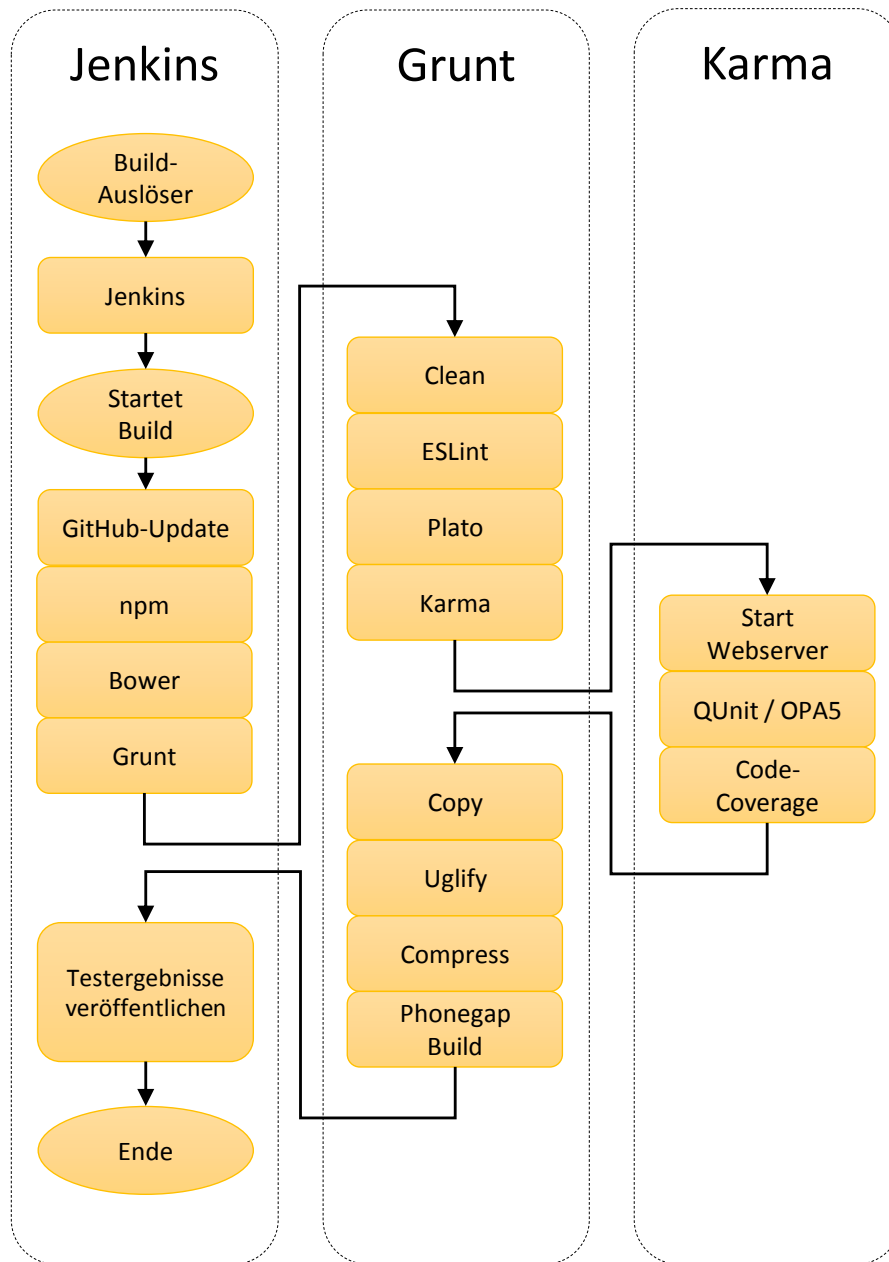 Jenkins
Build-
Auslöser
Jenkins
Startet
Build
GitHub-Update
npm
Bower
Grunt
Testergebnisse
veröffentlichen
Ende
Grunt
Clean
ESLint
Plato
Karma
Copy
Uglify
Compress
Phonegap
Build
Karma
Start
Webserver
QUnit / OPA5
Code-
Coverage